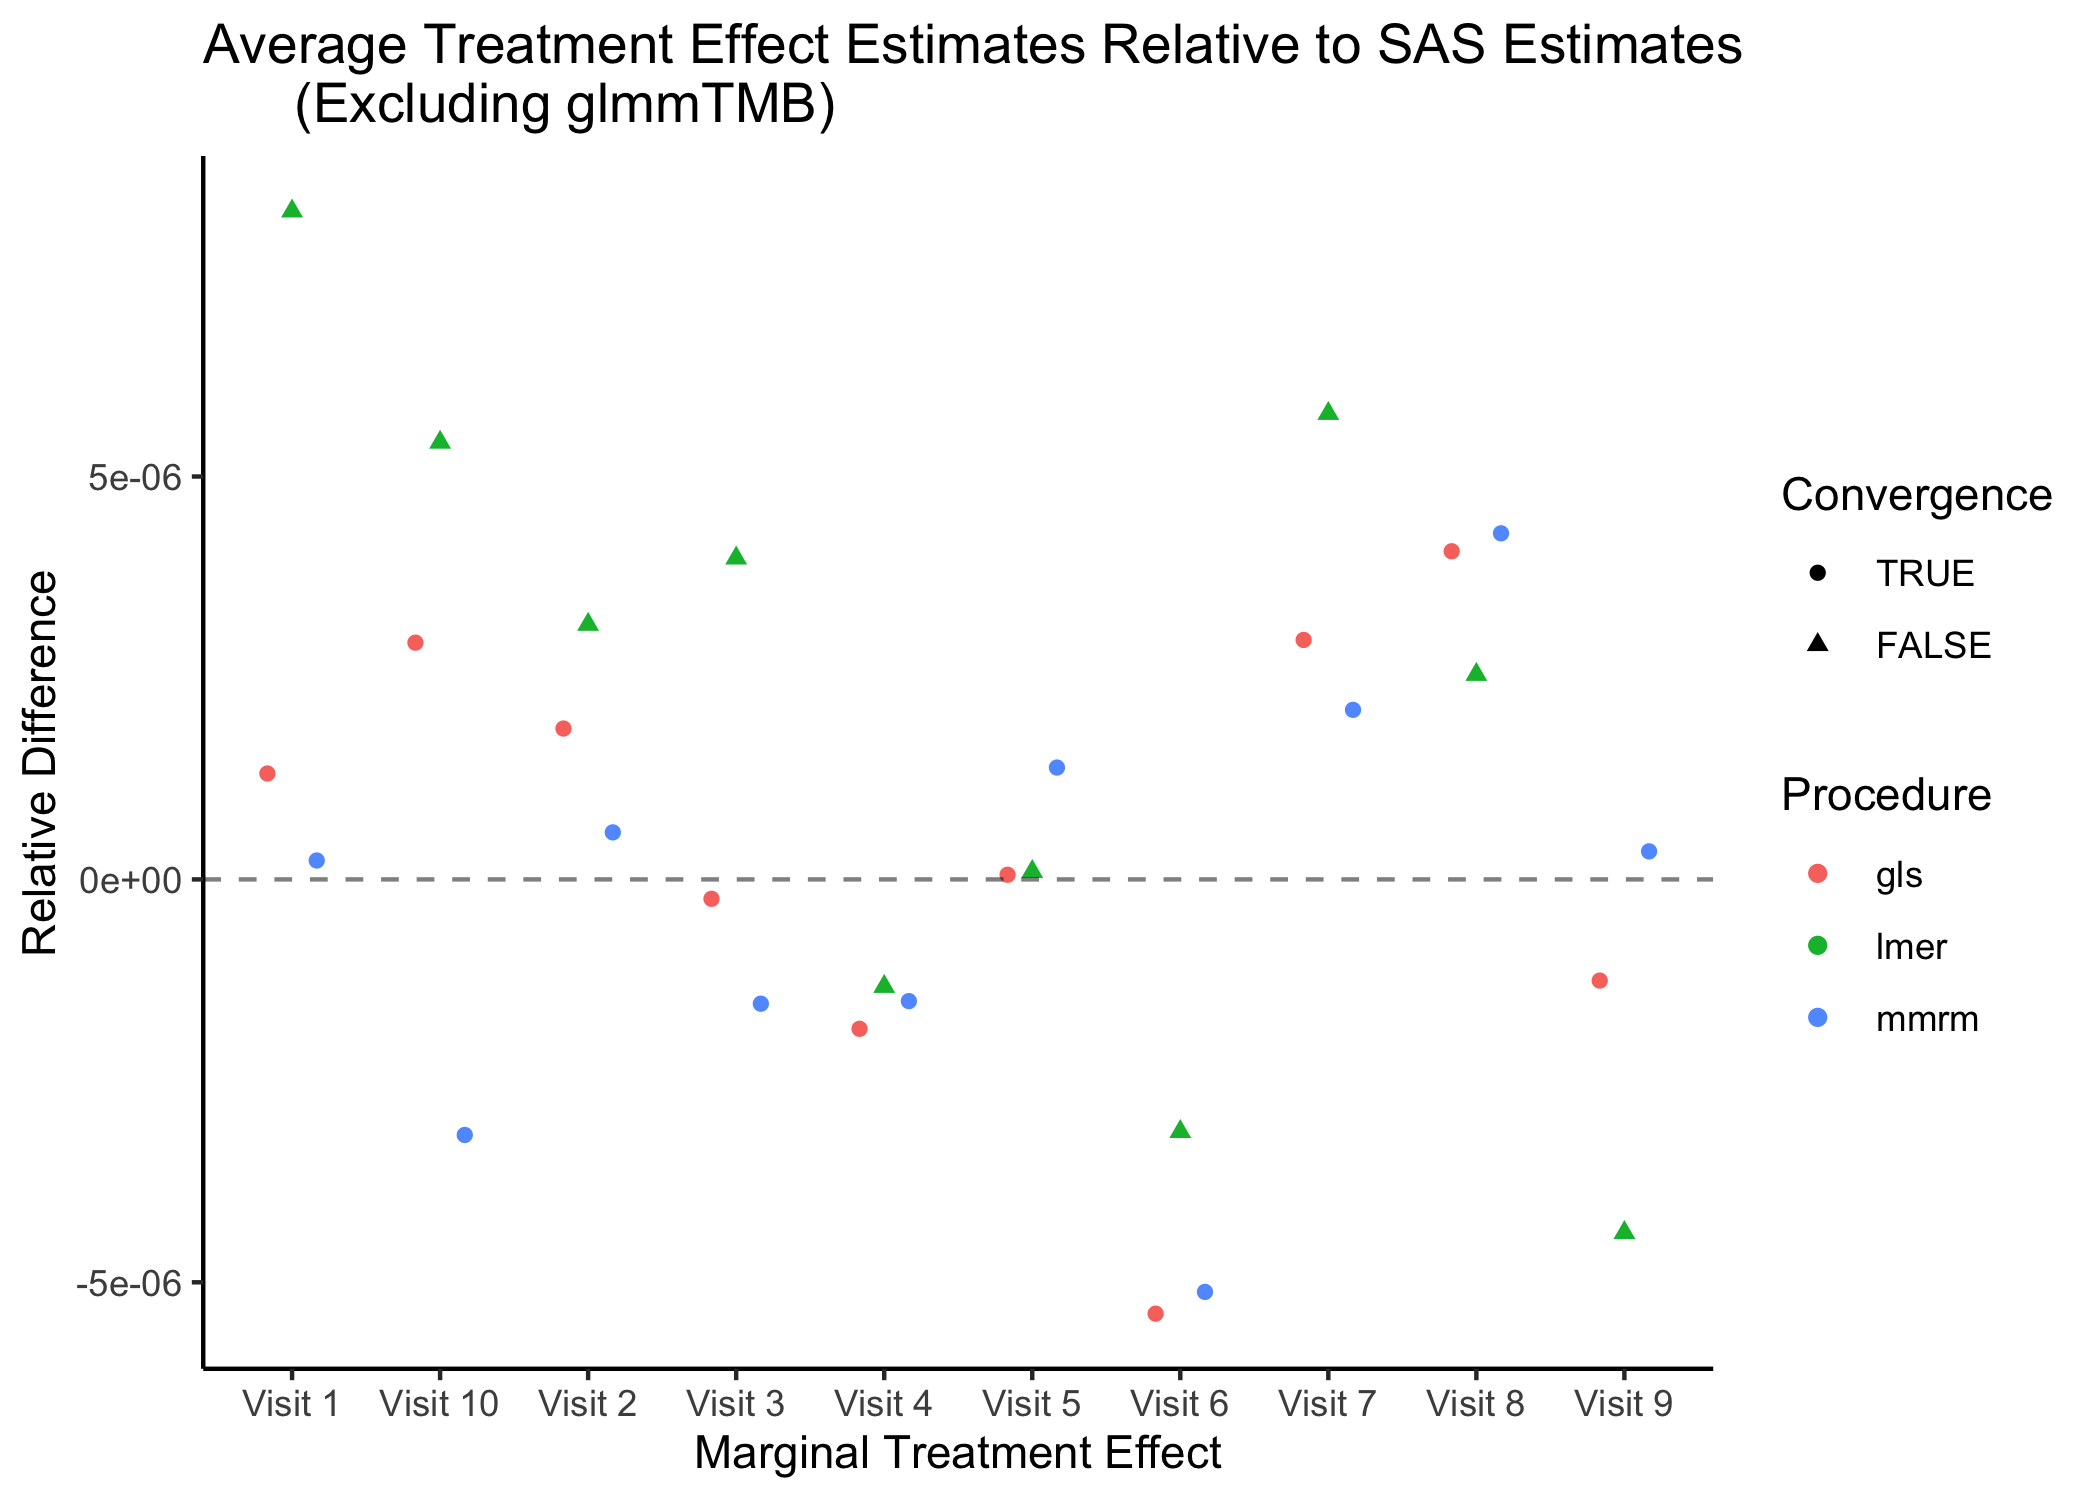 Average Treatment Effect Estimates Relative to SAS Estimates
(Excluding glmmTMB)
Relative Difference
5e-06
0e+00
-5e-06
Visit 1
Visit 10
Visit 2
Visit 3
Visit 4
Visit 5
Visit 6
Visit 7
Visit 8
Visit 9
Marginal Treatment Effect
Convergence
TRUE
FALSE
Procedure
gls
lmer
mmrm